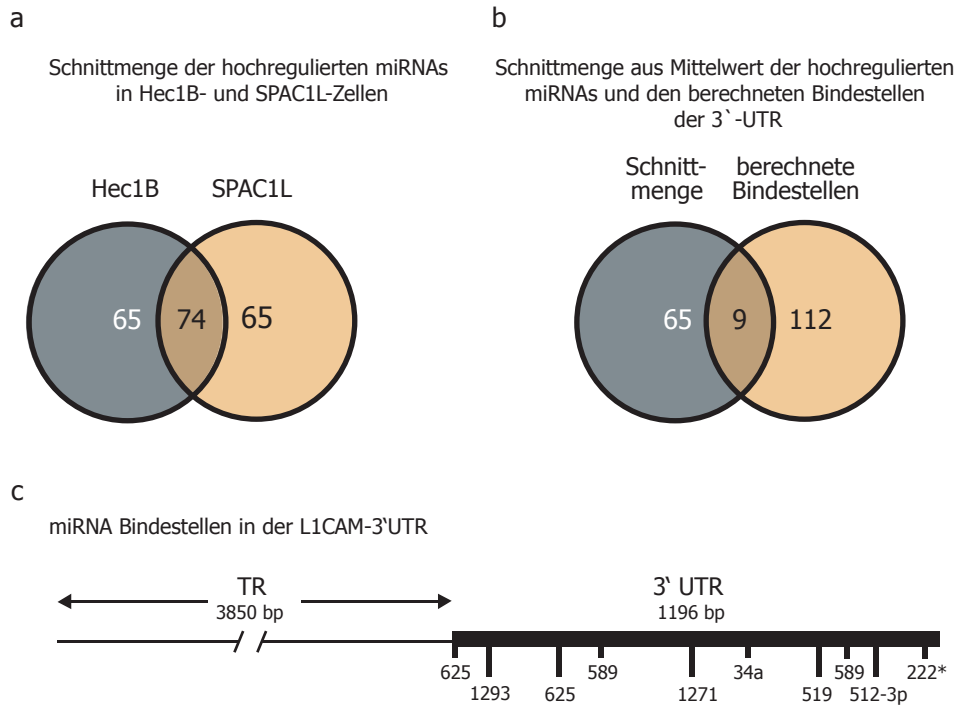 a
Schnittmenge der hochregulierten miRNAs
in Hec1B- und SPAC1L-Zellen
Hec1B
SPAC1L
65
74
65
b
Schnittmenge aus Mittelwert der hochregulierten
miRNAs und den berechneten Bindestellen
der 3`-UTR
Schnitt-
menge
berechnete
Bindestellen
65
9
112
c
miRNA Bindestellen in der L1CAM-3'UTR
TR
3850 bp
3' UTR
1196 bp
625
1293
625
589
1271
34a
519
589
512-3p
222*